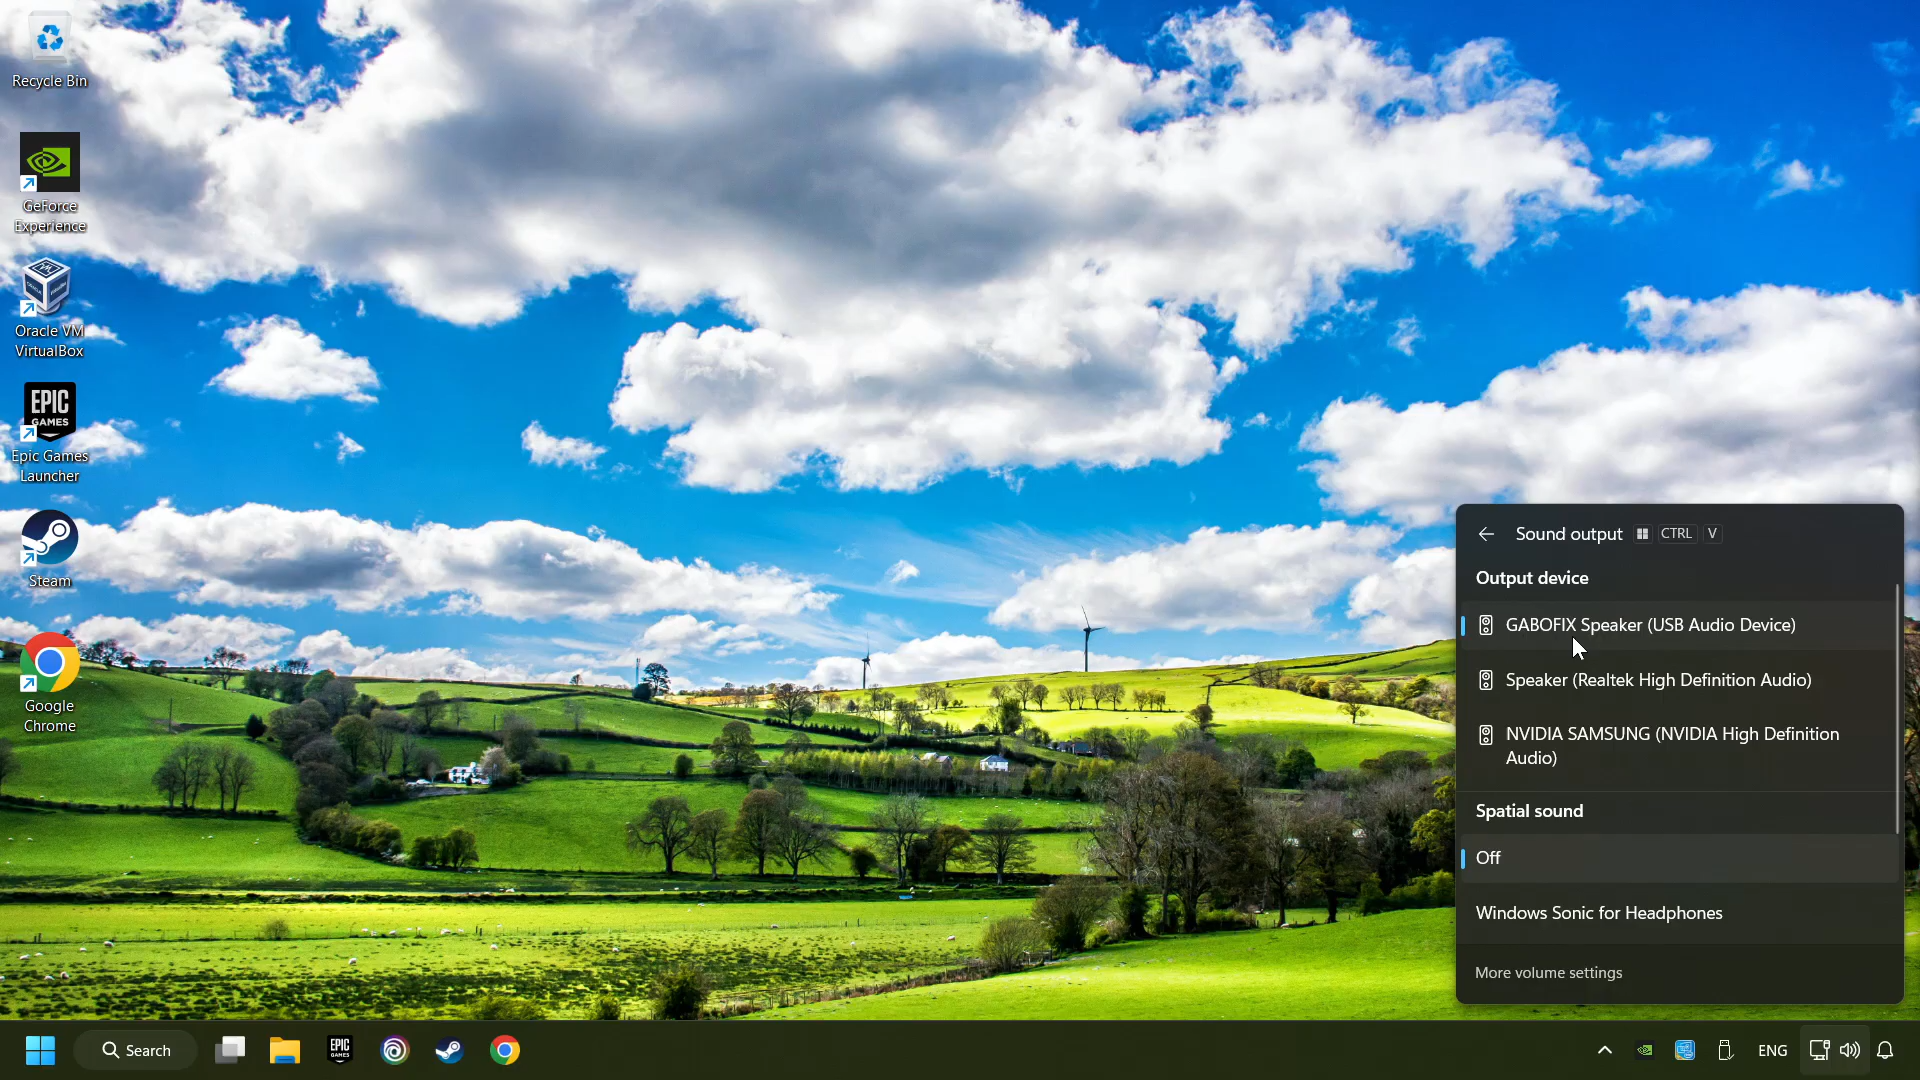 Recycle Bin
GeForce
Experience
Oracle VM
VirtualBox
EPIC
GAMES
Epic Games
Launcher
Steam
Google
Chrome
Sound output CTRL V
Output device
GABOFIX Speaker (USB Audio Device)
Speaker (Realtek High Definition Audio)
NVIDIA SAMSUNG (NVIDIA High Definition
Audio)
Spatial sound
Off
Windows Sonic for Headphones
More volume settings
Search
EPIC
GAMES
ENG